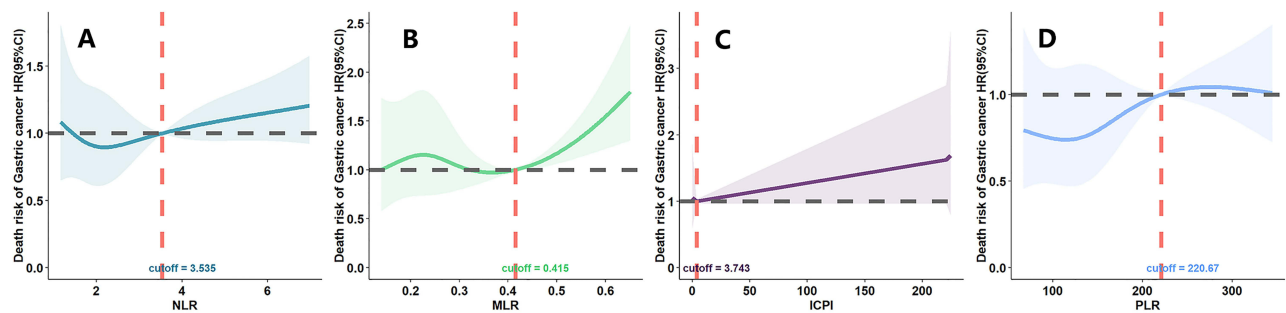 A
Death risk of Gastric cancer HR(95%CI)
1.5
1.0
0.5
0.0
cutoff = 3.535
2
4
6
NLR
B
Death risk of Gastric cancer HR(95%CI)
2.5
2.0
1.5
1.0
0.5
0.0
cutoff = 0.415
0.2
0.3
0.4
0.5
0.6
MLR
C
Death risk of Gastric cancer HR(95%CI)
3
2
1
0
cutoff = 3.743
0
50
100
150
200
ICPI
D
Death risk of Gastric cancer HR(95%CI)
1.0
0.5
0.0
cutoff = 220.67
100
200
300
PLR